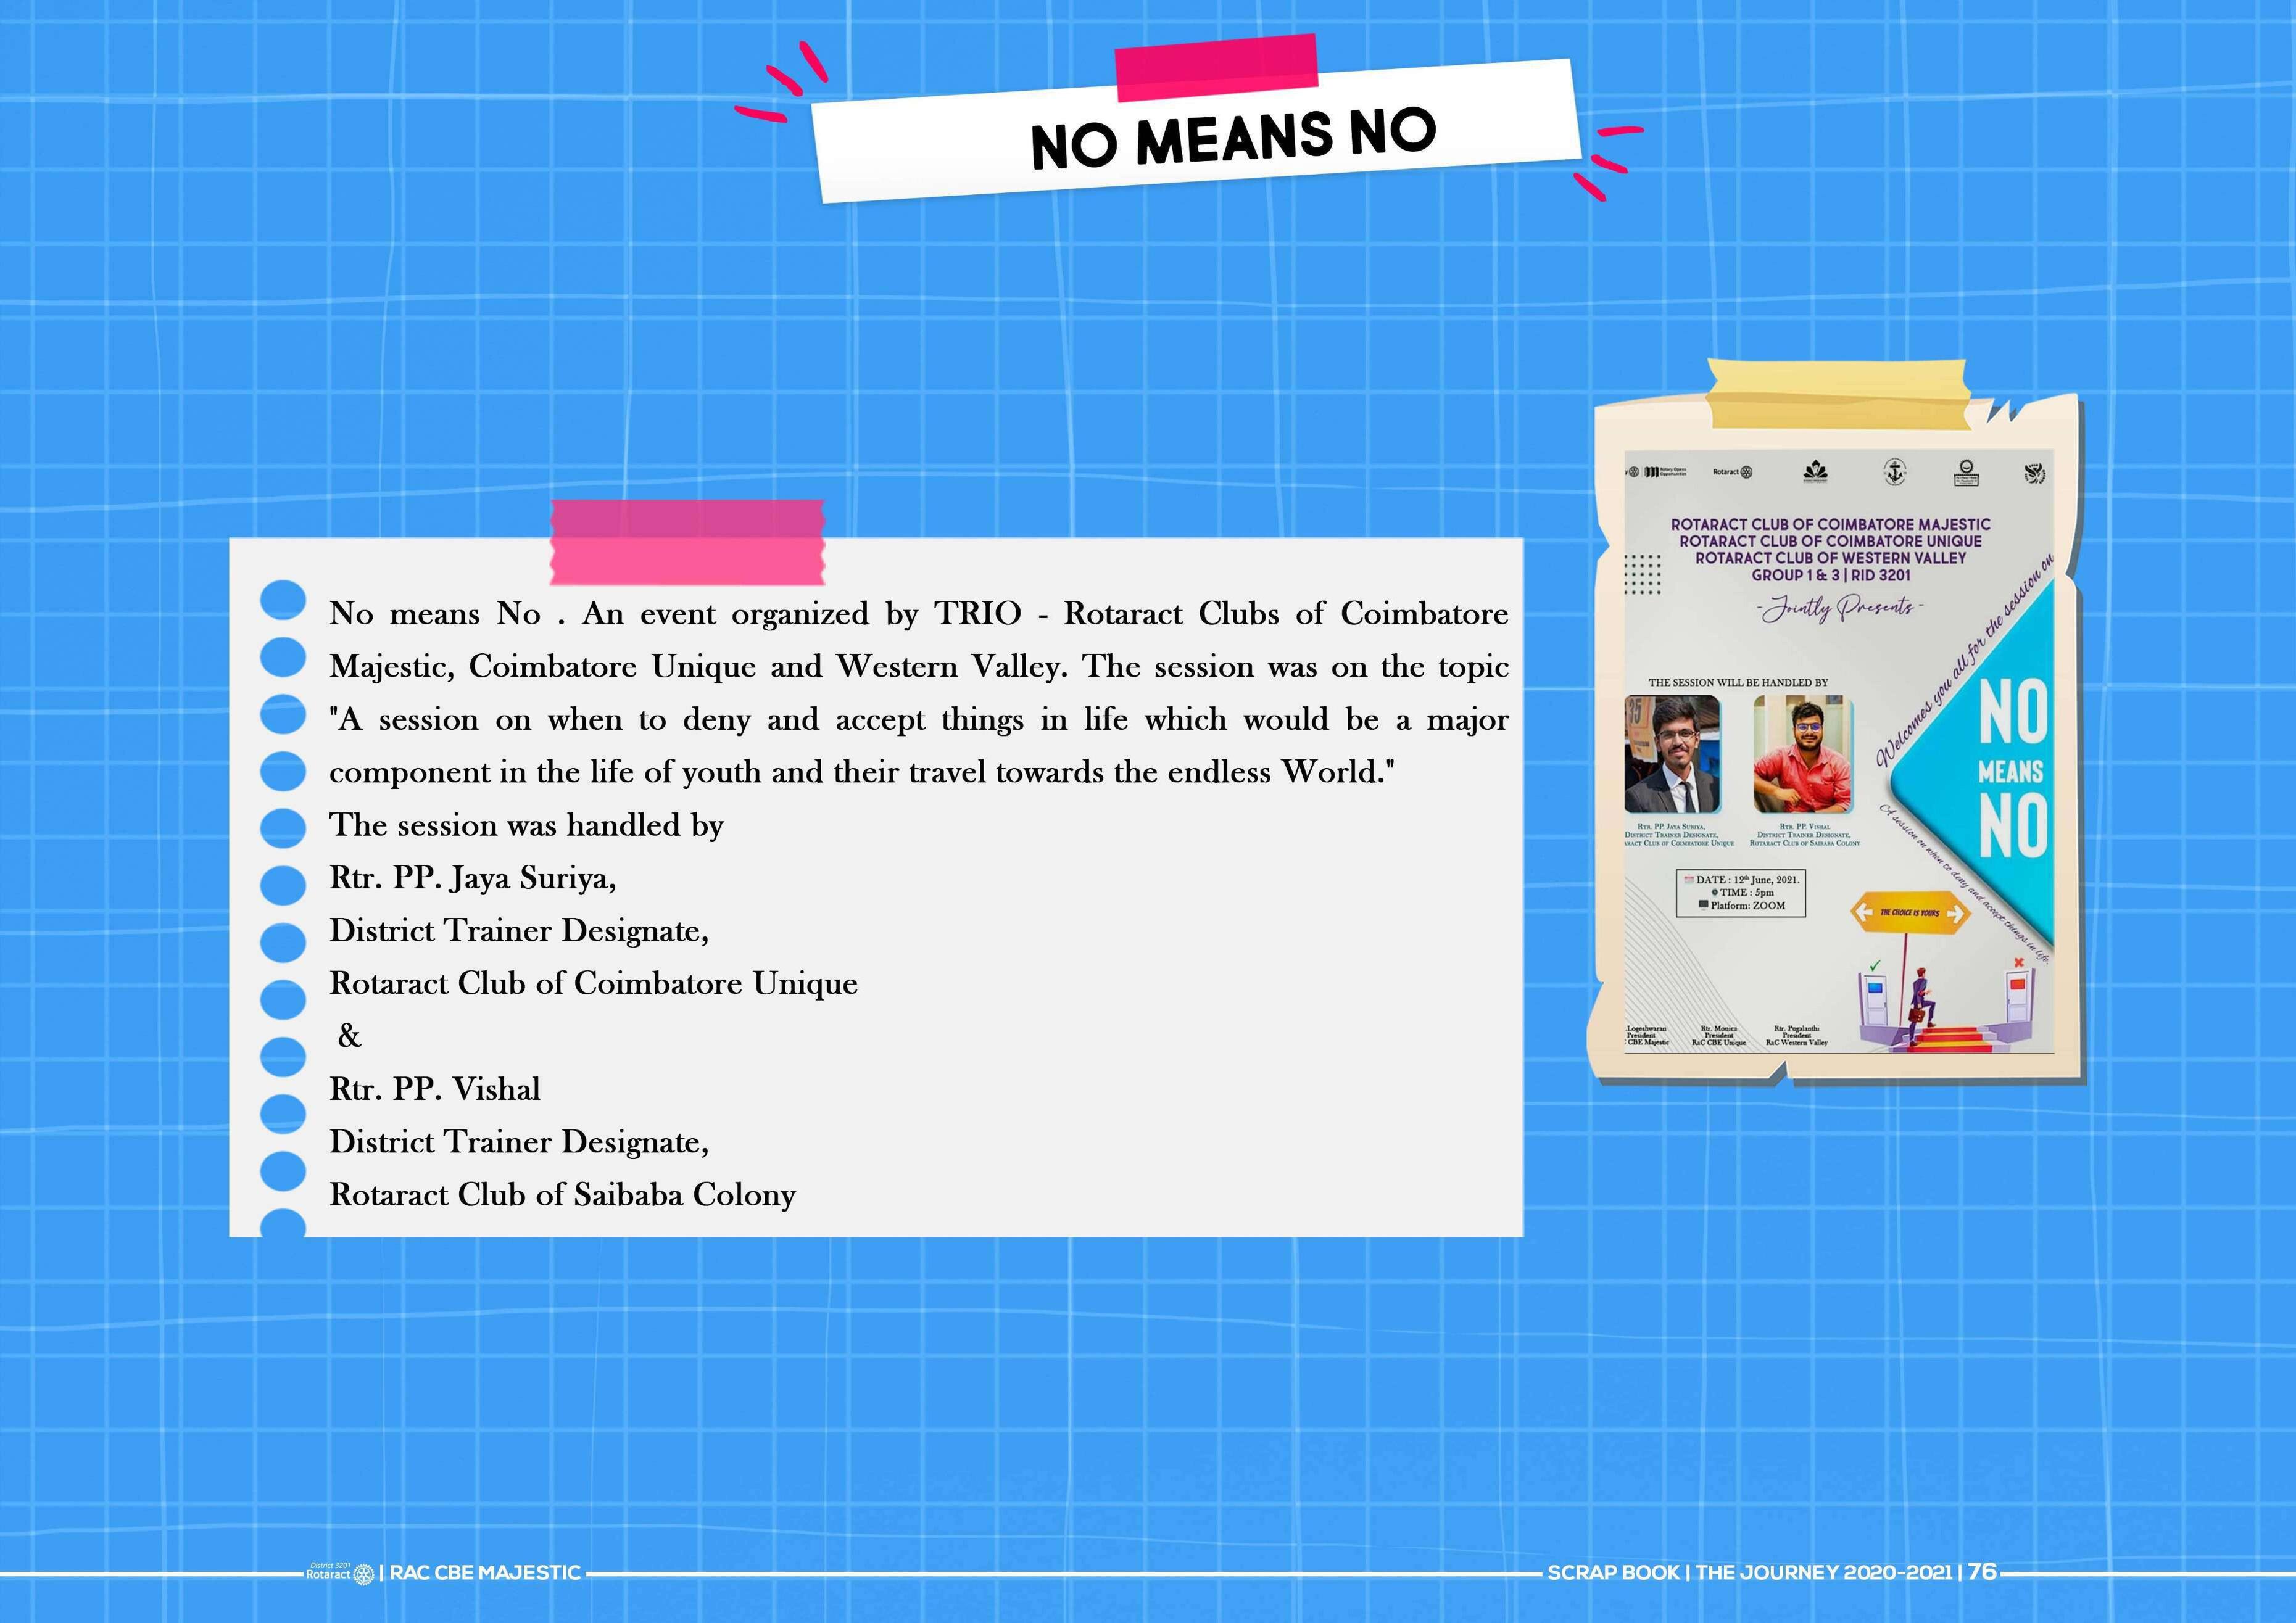 NO MEANS NO
No means No . An event organized by TRIO - Rotaract Clubs of Coimbatore
Majestic, Coimbatore Unique and Western Valley. The session was on the topic
"A session on when to deny and accept things in life which would be a major
component in the life of youth and their travel towards the endless World."
The session was handled by
Rtr. PP. Jaya Suriya,
District Trainer Designate,
Rotaract Club of Coimbatore Unique
&
Rtr. PP. Vishal
District Trainer Designate,
Rotaract Club of Saibaba Colony
Rotary Opens
Opportunities
Rotaract
ROTARACT CLUB OF COIMBATORE MAJESTIC
ROTARACT CLUB OF COIMBATORE UNIQUE
ROTARACT CLUB OF WESTERN VALLEY
GROUP 1 & 3 | RID 3201
- Jointly Presents -
Welcomes you all for the session on
NO
MEANS
NO
A session on when to deny and accept things in life.
THE SESSION WILL BE HANDLED BY
RTR. PP. JAYA SURIYA,
DISTRICT TRAINER DESIGNATE,
RACT CLUB OF COIMBATORE UNIQUE
RTR. PP. VISHAL
DISTRICT TRAINER DESIGNATE,
ROTARACT CLUB OF SAIBABA COLONY
DATE : 12th June, 2021.
TIME : 5pm
Platform: ZOOM
THE CHOICE IS YOURS
Logeshwaran
President
CBE Majestic
Rtr. Monica
President
RaC CBE Unique
Rtr. Pugalanthi
President
RaC Western Valley
District 3201
Rotaract | RAC CBE MAJESTIC
SCRAP BOOK | THE JOURNEY 2020-2021 | 76